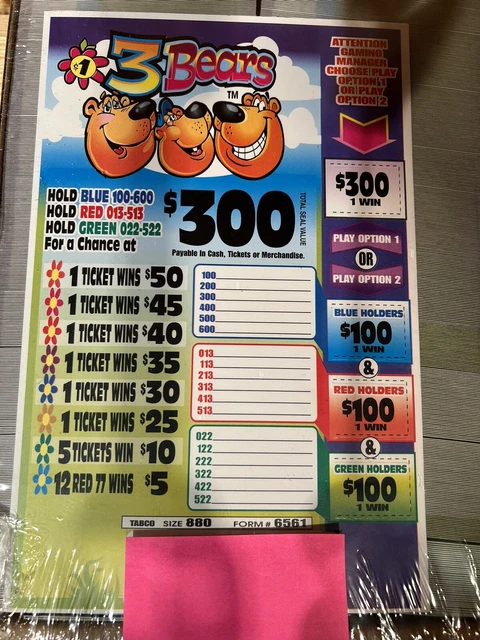 $1
3 Bears
TM
HOLD BLUE 100-600
HOLD RED 013-513
HOLD GREEN 022-522
For a Chance at
$300
TOTAL SEAL VALUE
Payable In Cash, Tickets or Merchandise.
1 TICKET WINS $50
1 TICKET WINS $45
1 TICKET WINS $40
1 TICKET WINS $35
1 TICKET WINS $30
1 TICKET WINS $25
5 TICKETS WIN $10
12 RED 77 WINS $5
100
200
300
400
500
600
013
113
213
313
413
513
022
122
222
322
422
522
TABCO SIZE 880 FORM # 6561
ATTENTION
GAMING
MANAGER
CHOOSE PLAY
OPTION 1
OR PLAY
OPTION 2
$300
1 WIN
PLAY OPTION 1
OR
PLAY OPTION 2
BLUE HOLDERS
$100
1 WIN
&
RED HOLDERS
$100
1 WIN
&
GREEN HOLDERS
$100
1 WIN